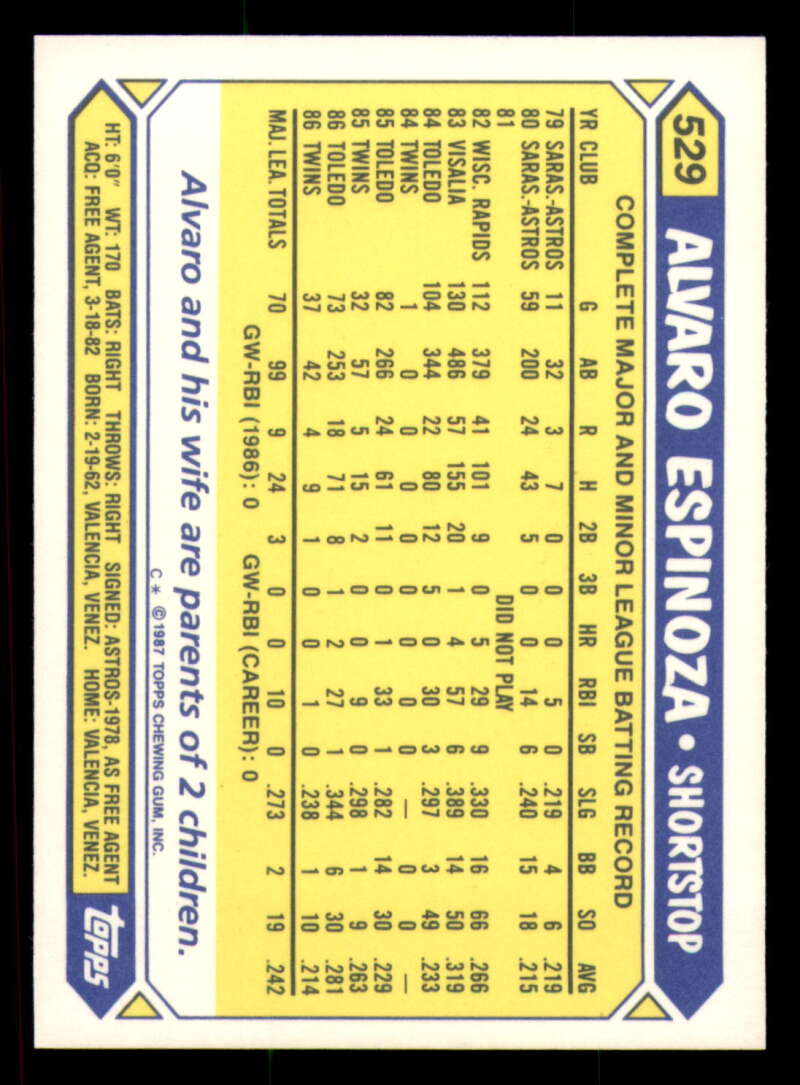 529 ALVARO ESPINOZA • SHORTSTOP
COMPLETE MAJOR AND MINOR LEAGUE BATTING RECORD
YR CLUB G AB R H 2B 3B HR RBI SB SLG BB SO AVG
79 SARAS.-ASTROS 11 32 3 7 0 0 0 5 0 .219 4 6 .219
80 SARAS.-ASTROS 59 200 24 43 5 0 0 14 6 .240 15 18 .215
81 DID NOT PLAY
82 WISC. RAPIDS 112 379 41 101 9 0 5 29 9 .330 16 66 .266
83 VISALIA 130 486 57 155 20 1 4 57 6 .389 14 50 .319
84 TOLEDO 104 344 22 80 12 5 0 30 3 .297 3 49 .233
84 TWINS 1 0 0 0 0 0 0 0 0 — 0 0 —
85 TOLEDO 82 266 24 61 11 0 1 33 1 .282 14 30 .229
85 TWINS 32 57 5 15 2 0 0 9 0 .298 1 9 .263
86 TOLEDO 73 253 18 71 8 1 2 27 1 .344 6 30 .281
86 TWINS 37 42 4 9 1 0 0 1 0 .238 1 10 .214
MAJ. LEA. TOTALS 70 99 9 24 3 0 0 10 0 .273 2 19 .242
GW-RBI (1986): 0 GW-RBI (CAREER): 0
Alvaro and his wife are parents of 2 children.
C * © 1987 TOPPS CHEWING GUM, INC.
HT: 6'0" WT: 170 BATS: RIGHT THROWS: RIGHT SIGNED: ASTROS-1978, AS FREE AGENT
ACQ: FREE AGENT, 3-18-82 BORN: 2-19-62, VALENCIA, VENEZ. HOME: VALENCIA, VENEZ.
topps